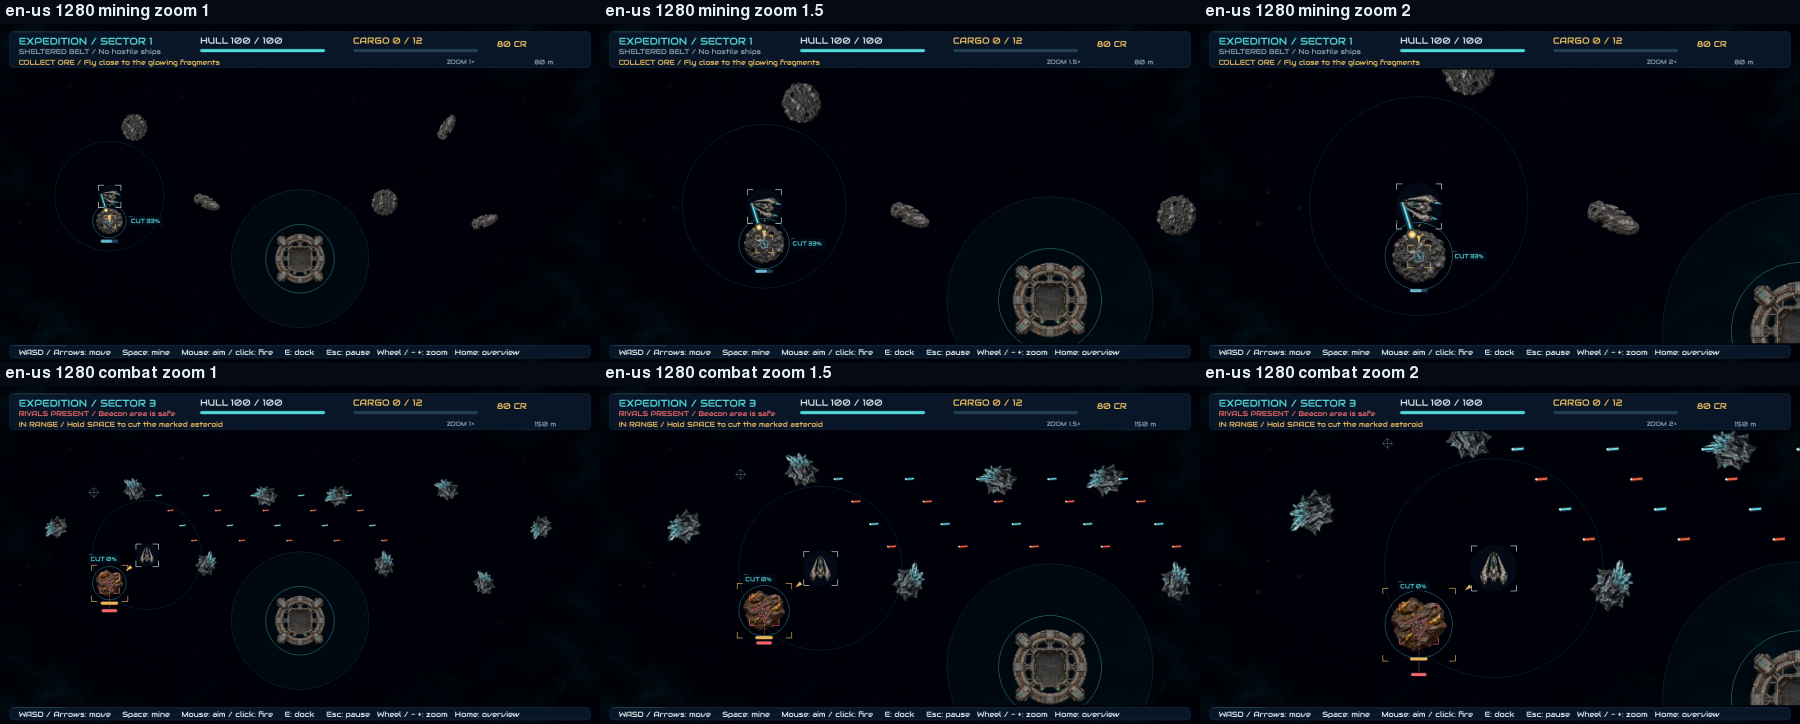 en-us 1280 mining zoom 1
EXPEDITION / SECTOR 1
HULL 100 / 100
CARGO 0 / 12
80 CR
SHELTERED BELT / No hostile ships
COLLECT ORE / Fly close to the glowing fragments
ZOOM 1×
80 m
CUT 33%
WASD / Arrows: move Space: mine Mouse: aim / click: fire E: dock Esc: pause Wheel / - +: zoom Home: overview
en-us 1280 mining zoom 1.5
EXPEDITION / SECTOR 1
HULL 100 / 100
CARGO 0 / 12
80 CR
SHELTERED BELT / No hostile ships
COLLECT ORE / Fly close to the glowing fragments
ZOOM 1.5×
80 m
CUT 33%
WASD / Arrows: move Space: mine Mouse: aim / click: fire E: dock Esc: pause Wheel / - +: zoom Home: overview
en-us 1280 mining zoom 2
EXPEDITION / SECTOR 1
HULL 100 / 100
CARGO 0 / 12
80 CR
SHELTERED BELT / No hostile ships
COLLECT ORE / Fly close to the glowing fragments
ZOOM 2×
80 m
CUT 33%
WASD / Arrows: move Space: mine Mouse: aim / click: fire E: dock Esc: pause Wheel / - +: zoom Home: overview
en-us 1280 combat zoom 1
EXPEDITION / SECTOR 3
HULL 100 / 100
CARGO 0 / 12
80 CR
RIVALS PRESENT / Beacon area is safe
IN RANGE / Hold SPACE to cut the marked asteroid
ZOOM 1×
150 m
CUT 0%
WASD / Arrows: move Space: mine Mouse: aim / click: fire E: dock Esc: pause Wheel / - +: zoom Home: overview
en-us 1280 combat zoom 1.5
EXPEDITION / SECTOR 3
HULL 100 / 100
CARGO 0 / 12
80 CR
RIVALS PRESENT / Beacon area is safe
IN RANGE / Hold SPACE to cut the marked asteroid
ZOOM 1.5×
150 m
CUT 0%
WASD / Arrows: move Space: mine Mouse: aim / click: fire E: dock Esc: pause Wheel / - +: zoom Home: overview
en-us 1280 combat zoom 2
EXPEDITION / SECTOR 3
HULL 100 / 100
CARGO 0 / 12
80 CR
RIVALS PRESENT / Beacon area is safe
IN RANGE / Hold SPACE to cut the marked asteroid
ZOOM 2×
150 m
CUT 0%
WASD / Arrows: move Space: mine Mouse: aim / click: fire E: dock Esc: pause Wheel / - +: zoom Home: overview